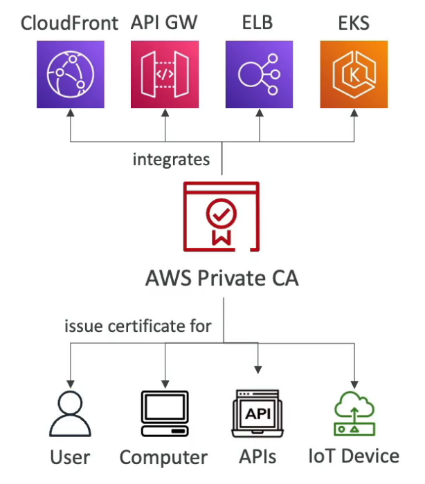 CloudFront API GW ELB EKS
</>
K
integrates
AWS Private CA
issue certificate for
API
User Computer APIs IoT Device